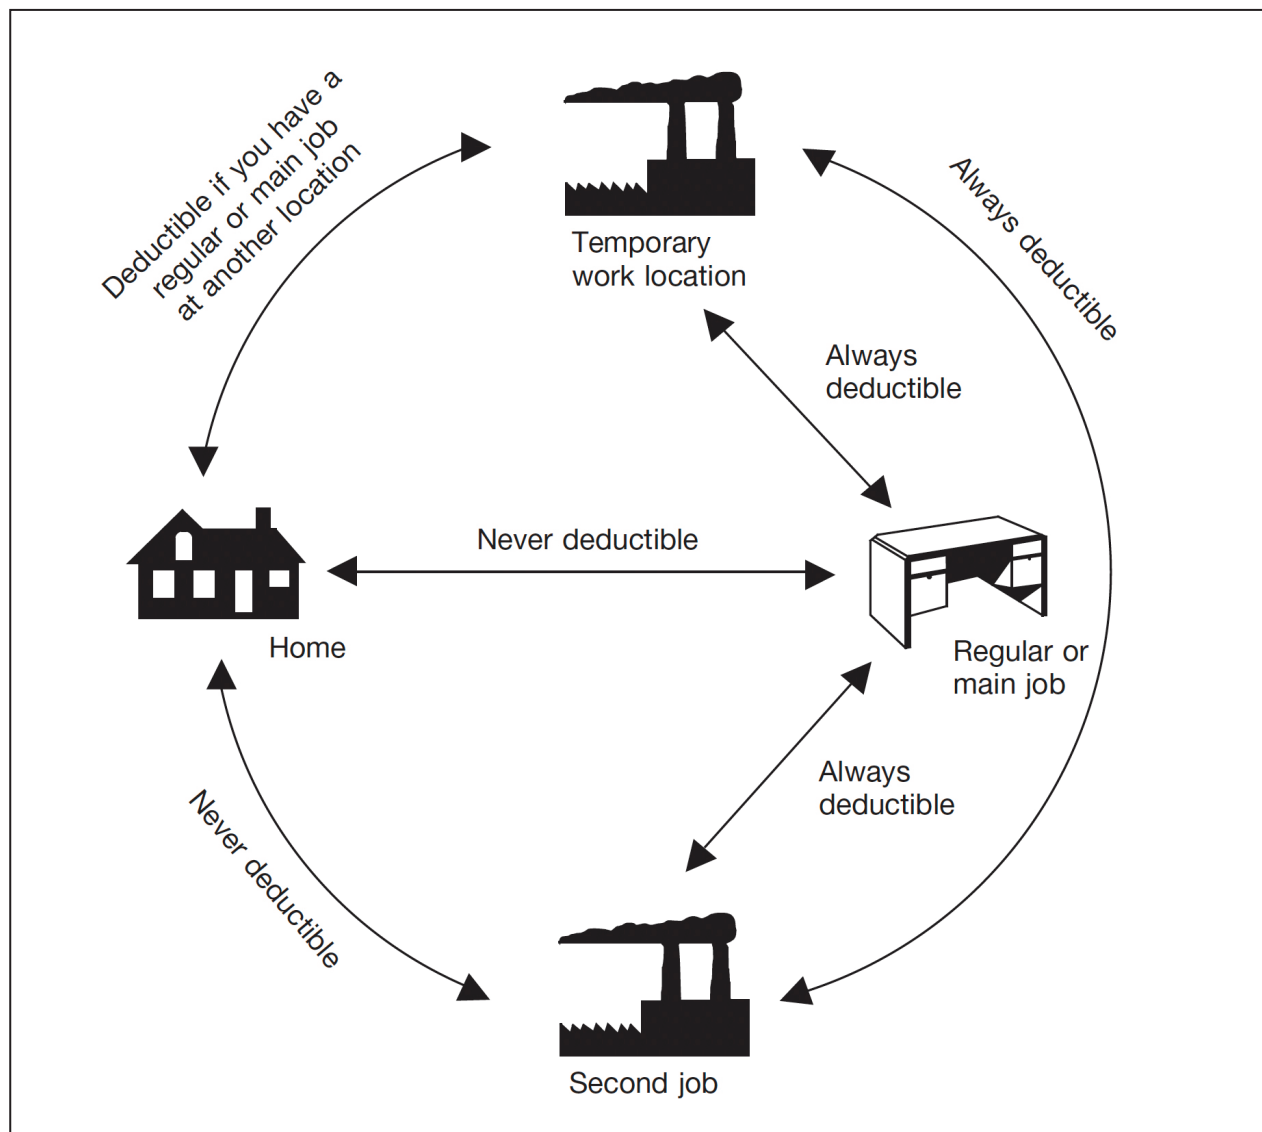 Deductible if you have a
regular or main job
at another location
Temporary
work location
Always deductible
Always
deductible
Never deductible
Home
Regular or
main job
Always
deductible
Never deductible
Second job